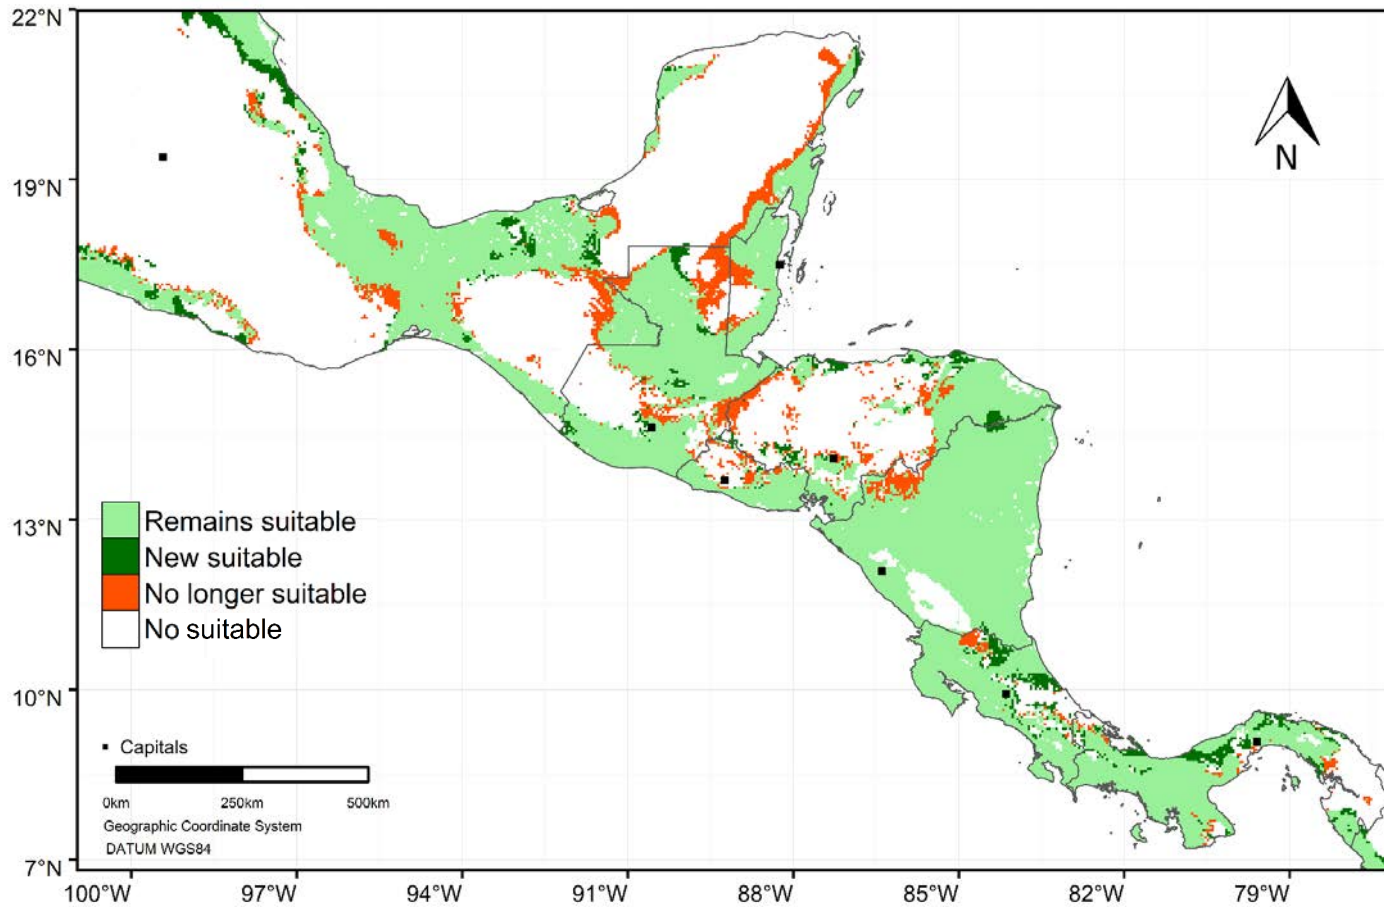 22°N
19°N
16°N
13°N
10°N
7°N
N
Remains suitable
New suitable
No longer suitable
No suitable
Capitals
0km 250km 500km
Geographic Coordinate System
DATUM WGS84
100°W 97°W 94°W 91°W 88°W 85°W 82°W 79°W